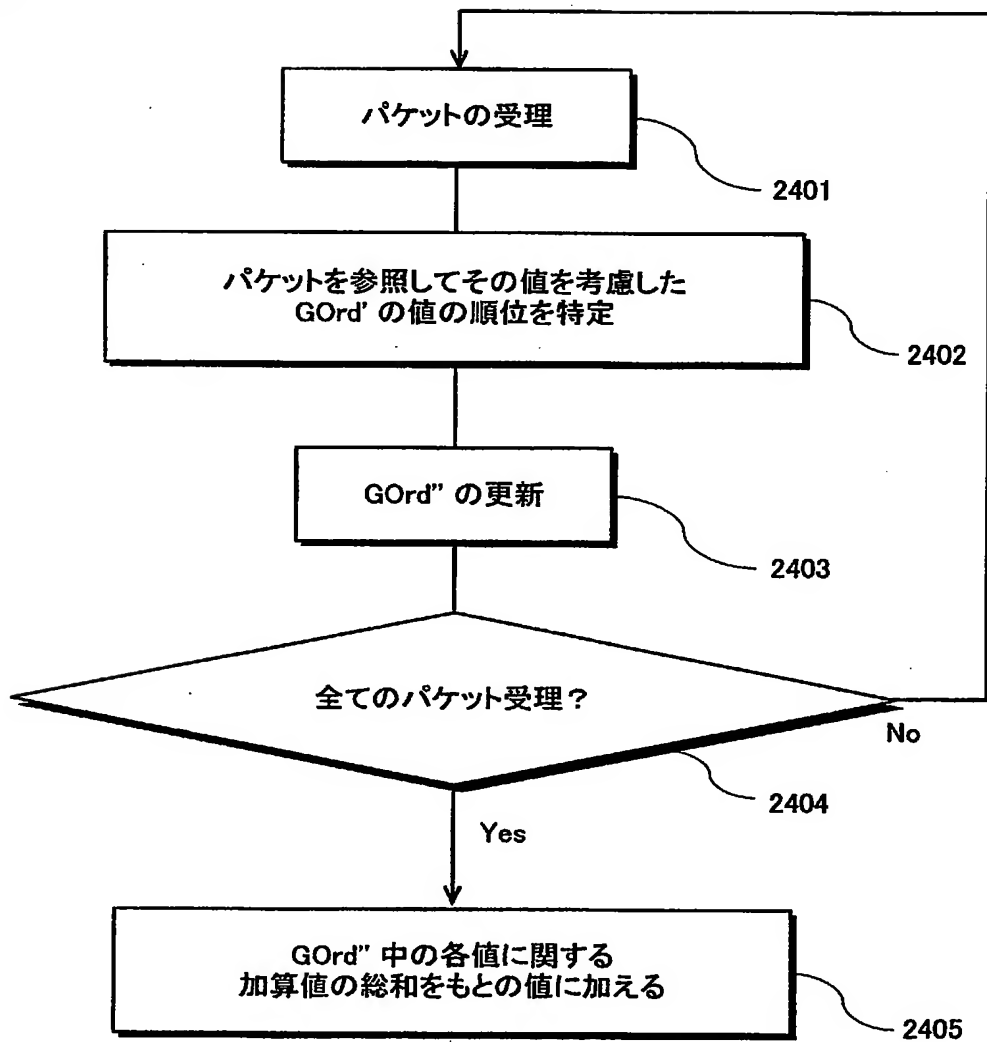 パケットの受理
2401
パケットを参照してその値を考慮した
GOrd' の値の順位を特定
2402
GOrd'' の更新
2403
全てのパケット受理？
No
2404
Yes
GOrd'' 中の各値に関する
加算値の総和をもとの値に加える
2405